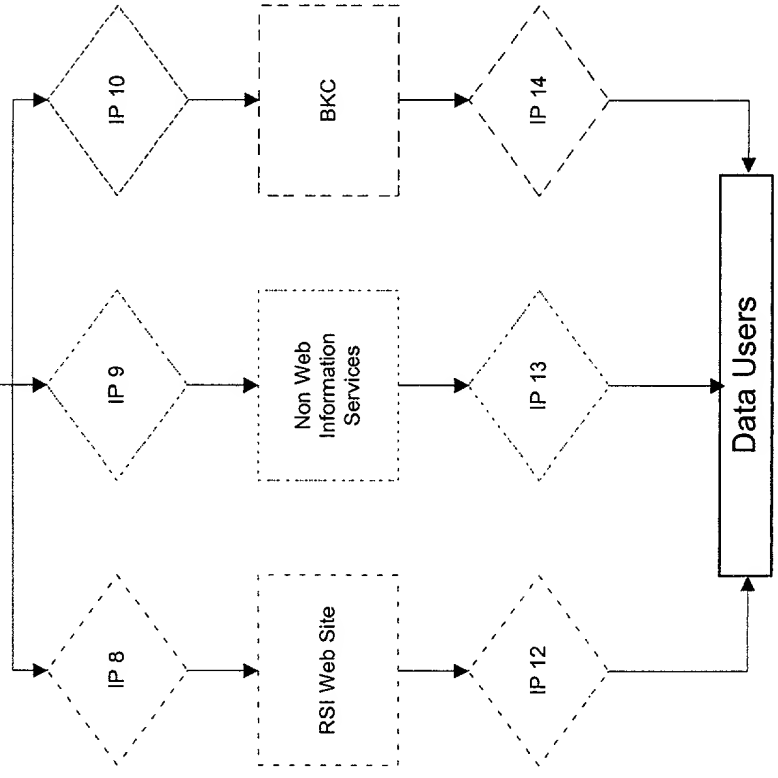 IP 8
IP 9
IP 10
RSI Web Site
Non Web
Information
Services
BKC
IP 12
IP 13
IP 14
Data Users